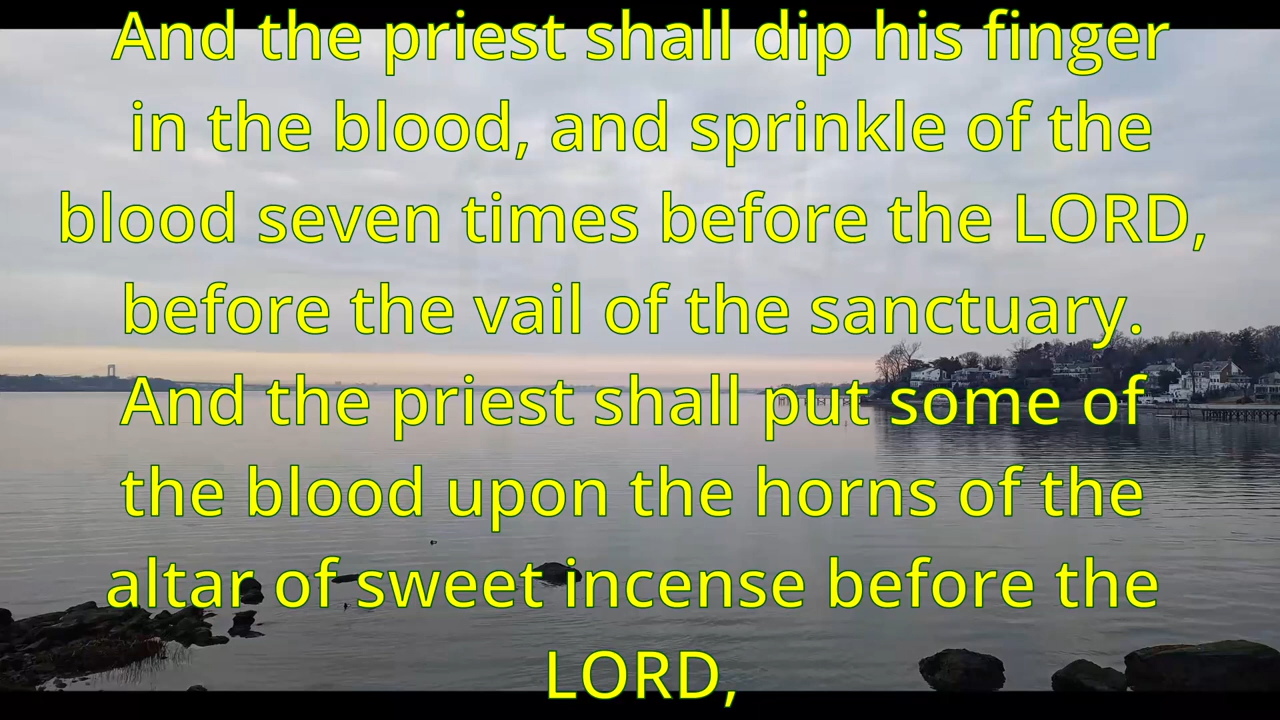 And the priest shall dip his finger
in the blood, and sprinkle of the
blood seven times before the LORD,
before the vail of the sanctuary.
And the priest shall put some of
the blood upon the horns of the
altar of sweet incense before the
LORD,